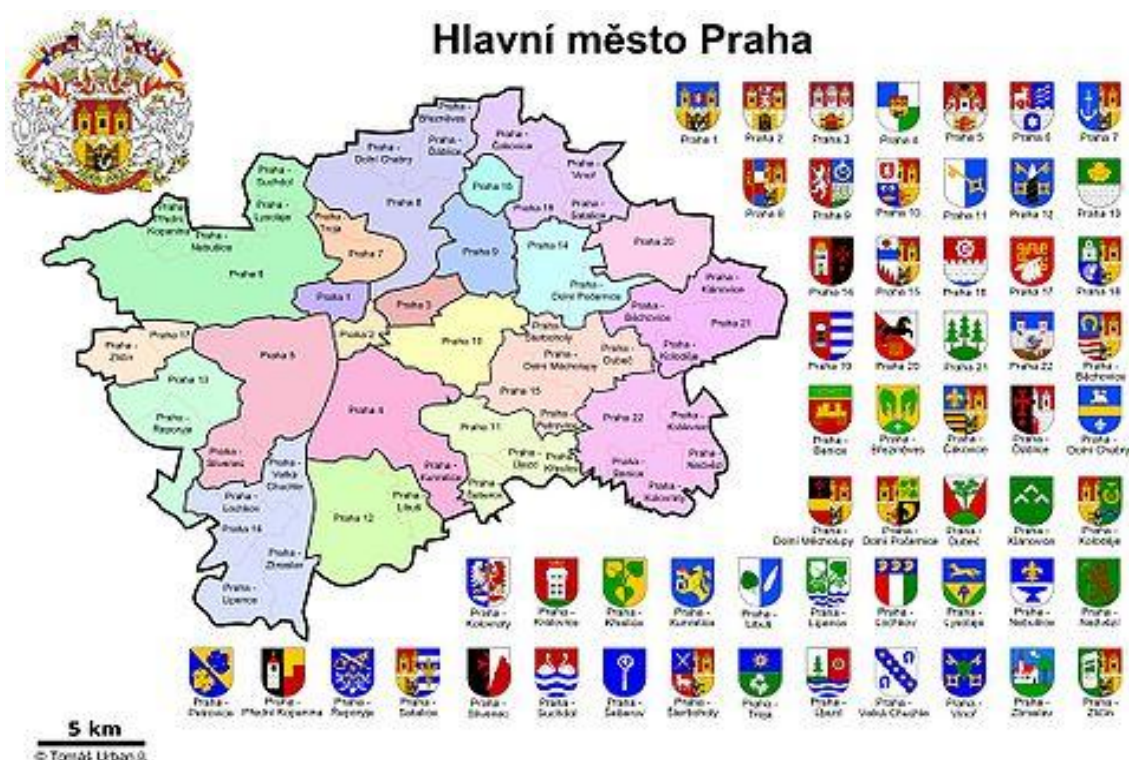 Hlavní město Praha
Praha 1
Praha 2
Praha 3
Praha 4
Praha 5
Praha 6
Praha 7
Praha 8
Praha 9
Praha 10
Praha 11
Praha 12
Praha 13
Praha 14
Praha 15
Praha 16
Praha 17
Praha 18
Praha 19
Praha 20
Praha 21
Praha 22
Praha -
Běchovice
Praha -
Benice
Praha -
Březiněves
Praha -
Čakovice
Praha -
Ďáblice
Praha -
Dolní Chabry
Praha -
Dolní Měcholupy
Praha -
Dolní Počernice
Praha -
Dubeč
Praha -
Klánovice
Praha -
Koloděje
Praha -
Kolovraty
Praha -
Královice
Praha -
Křeslice
Praha -
Kunratice
Praha -
Libuš
Praha -
Lipence
Praha -
Lochkov
Praha -
Lysolaje
Praha -
Nebušice
Praha -
Nedvězí
Praha -
Petrovice
Praha -
Přední Kopanina
Praha -
Řeporyje
Praha -
Satalice
Praha -
Slivenec
Praha -
Suchdol
Praha -
Šeberov
Praha -
Štěrboholy
Praha -
Troja
Praha -
Újezd
Praha -
Velká Chuchle
Praha -
Vinoř
Praha -
Zbraslav
Praha -
Zličín
5 km
© Tomáš Urban